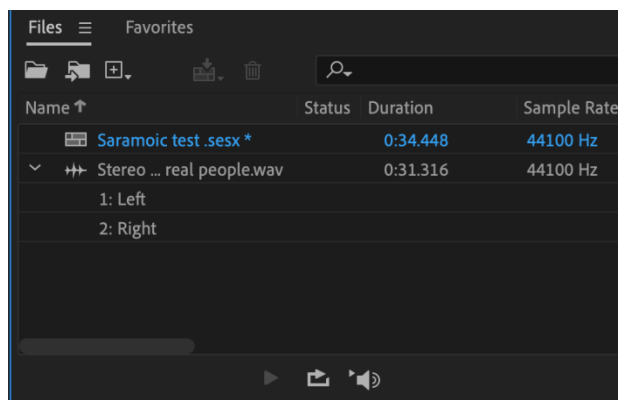 Files Favorites
Name Status Duration Sample Rate
Saramoic test .sesx * 0:34.448 44100 Hz
Stereo ... real people.wav 0:31.316 44100 Hz
1: Left
2: Right